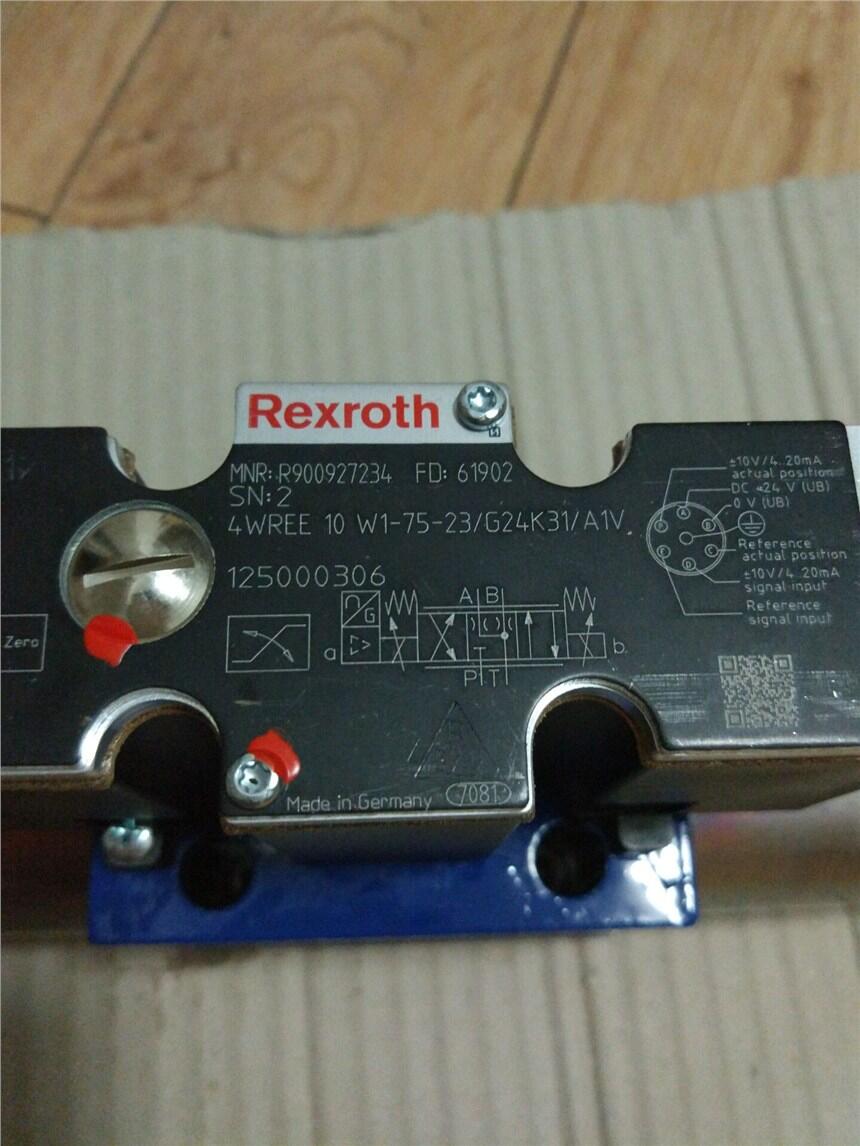 Rexroth
MNR: R900927234 FD: 61902
SN: 2
4WREE 10 W1-75-23/G24K31/A1V
125000306
Zero
G
A B
a
b
P T
Made in Germany 7081
±10V/4..20mA
actual position
DC =24 V (UB)
0 V (UB)
Reference
actual position
±10V/4..20mA
signal input
Reference
signal input